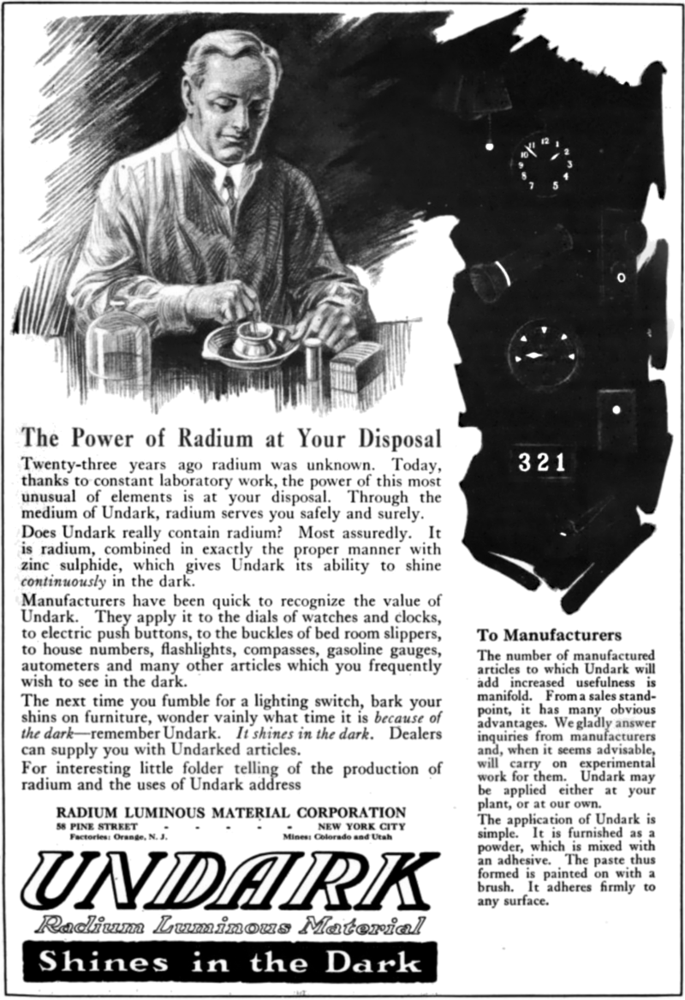 12
11 1
10 2
9 3
8 4
7 5
O
321
The Power of Radium at Your Disposal
Twenty-three years ago radium was unknown. Today,
thanks to constant laboratory work, the power of this most
unusual of elements is at your disposal. Through the
medium of Undark, radium serves you safely and surely.
Does Undark really contain radium? Most assuredly. It
is radium, combined in exactly the proper manner with
zinc sulphide, which gives Undark its ability to shine
continuously in the dark.
Manufacturers have been quick to recognize the value of
Undark. They apply it to the dials of watches and clocks,
to electric push buttons, to the buckles of bed room slippers,
to house numbers, flashlights, compasses, gasoline gauges,
autometers and many other articles which you frequently
wish to see in the dark.
The next time you fumble for a lighting switch, bark your
shins on furniture, wonder vainly what time it is because of
the dark—remember Undark. It shines in the dark. Dealers
can supply you with Undarked articles.
For interesting little folder telling of the production of
radium and the uses of Undark address
RADIUM LUMINOUS MATERIAL CORPORATION
58 PINE STREET - - - - - NEW YORK CITY
Factories: Orange, N. J. Mines: Colorado and Utah
UNDARK
Radium Luminous Material
Shines in the Dark
To Manufacturers
The number of manufactured
articles to which Undark will
add increased usefulness is
manifold. From a sales stand-
point, it has many obvious
advantages. We gladly answer
inquiries from manufacturers
and, when it seems advisable,
will carry on experimental
work for them. Undark may
be applied either at your
plant, or at our own.
The application of Undark is
simple. It is furnished as a
powder, which is mixed with
an adhesive. The paste thus
formed is painted on with a
brush. It adheres firmly to
any surface.